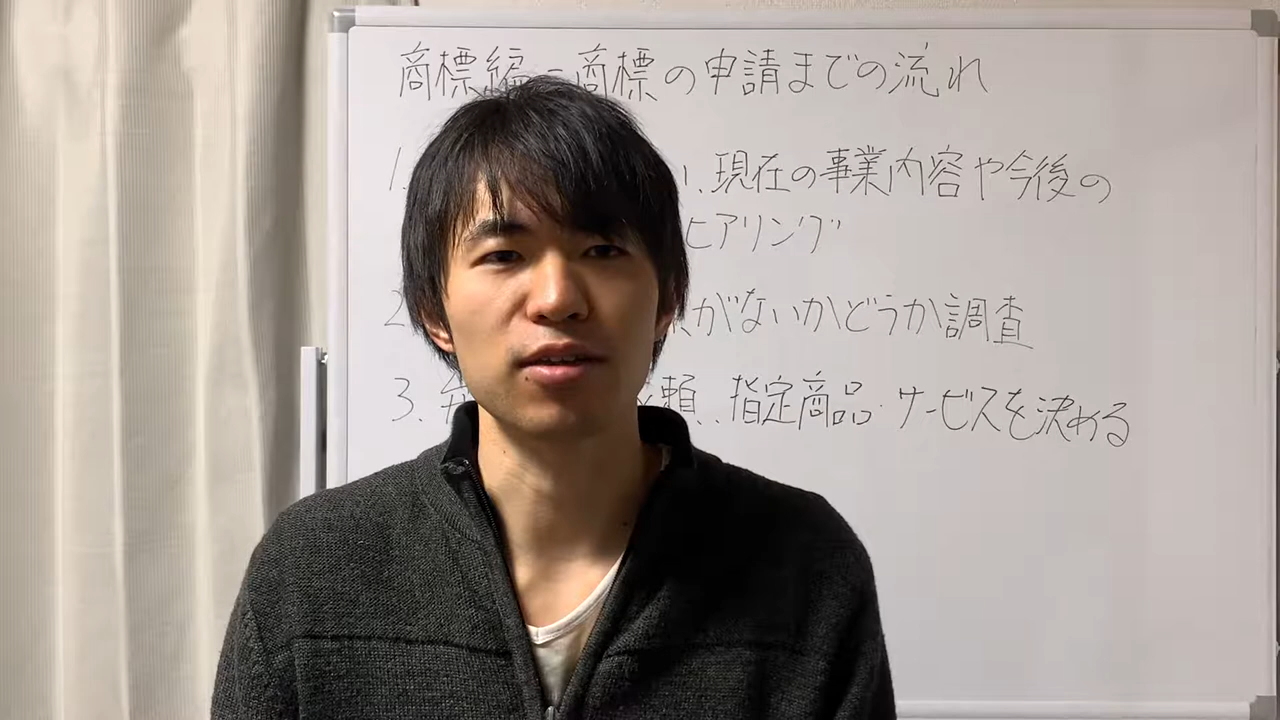 商標編-商標の申請までの流れ
1. 、現在の事業内容や今後の
ヒアリング
2. がないかどうか調査
3. 弁 頼、指定商品・サービスを決める